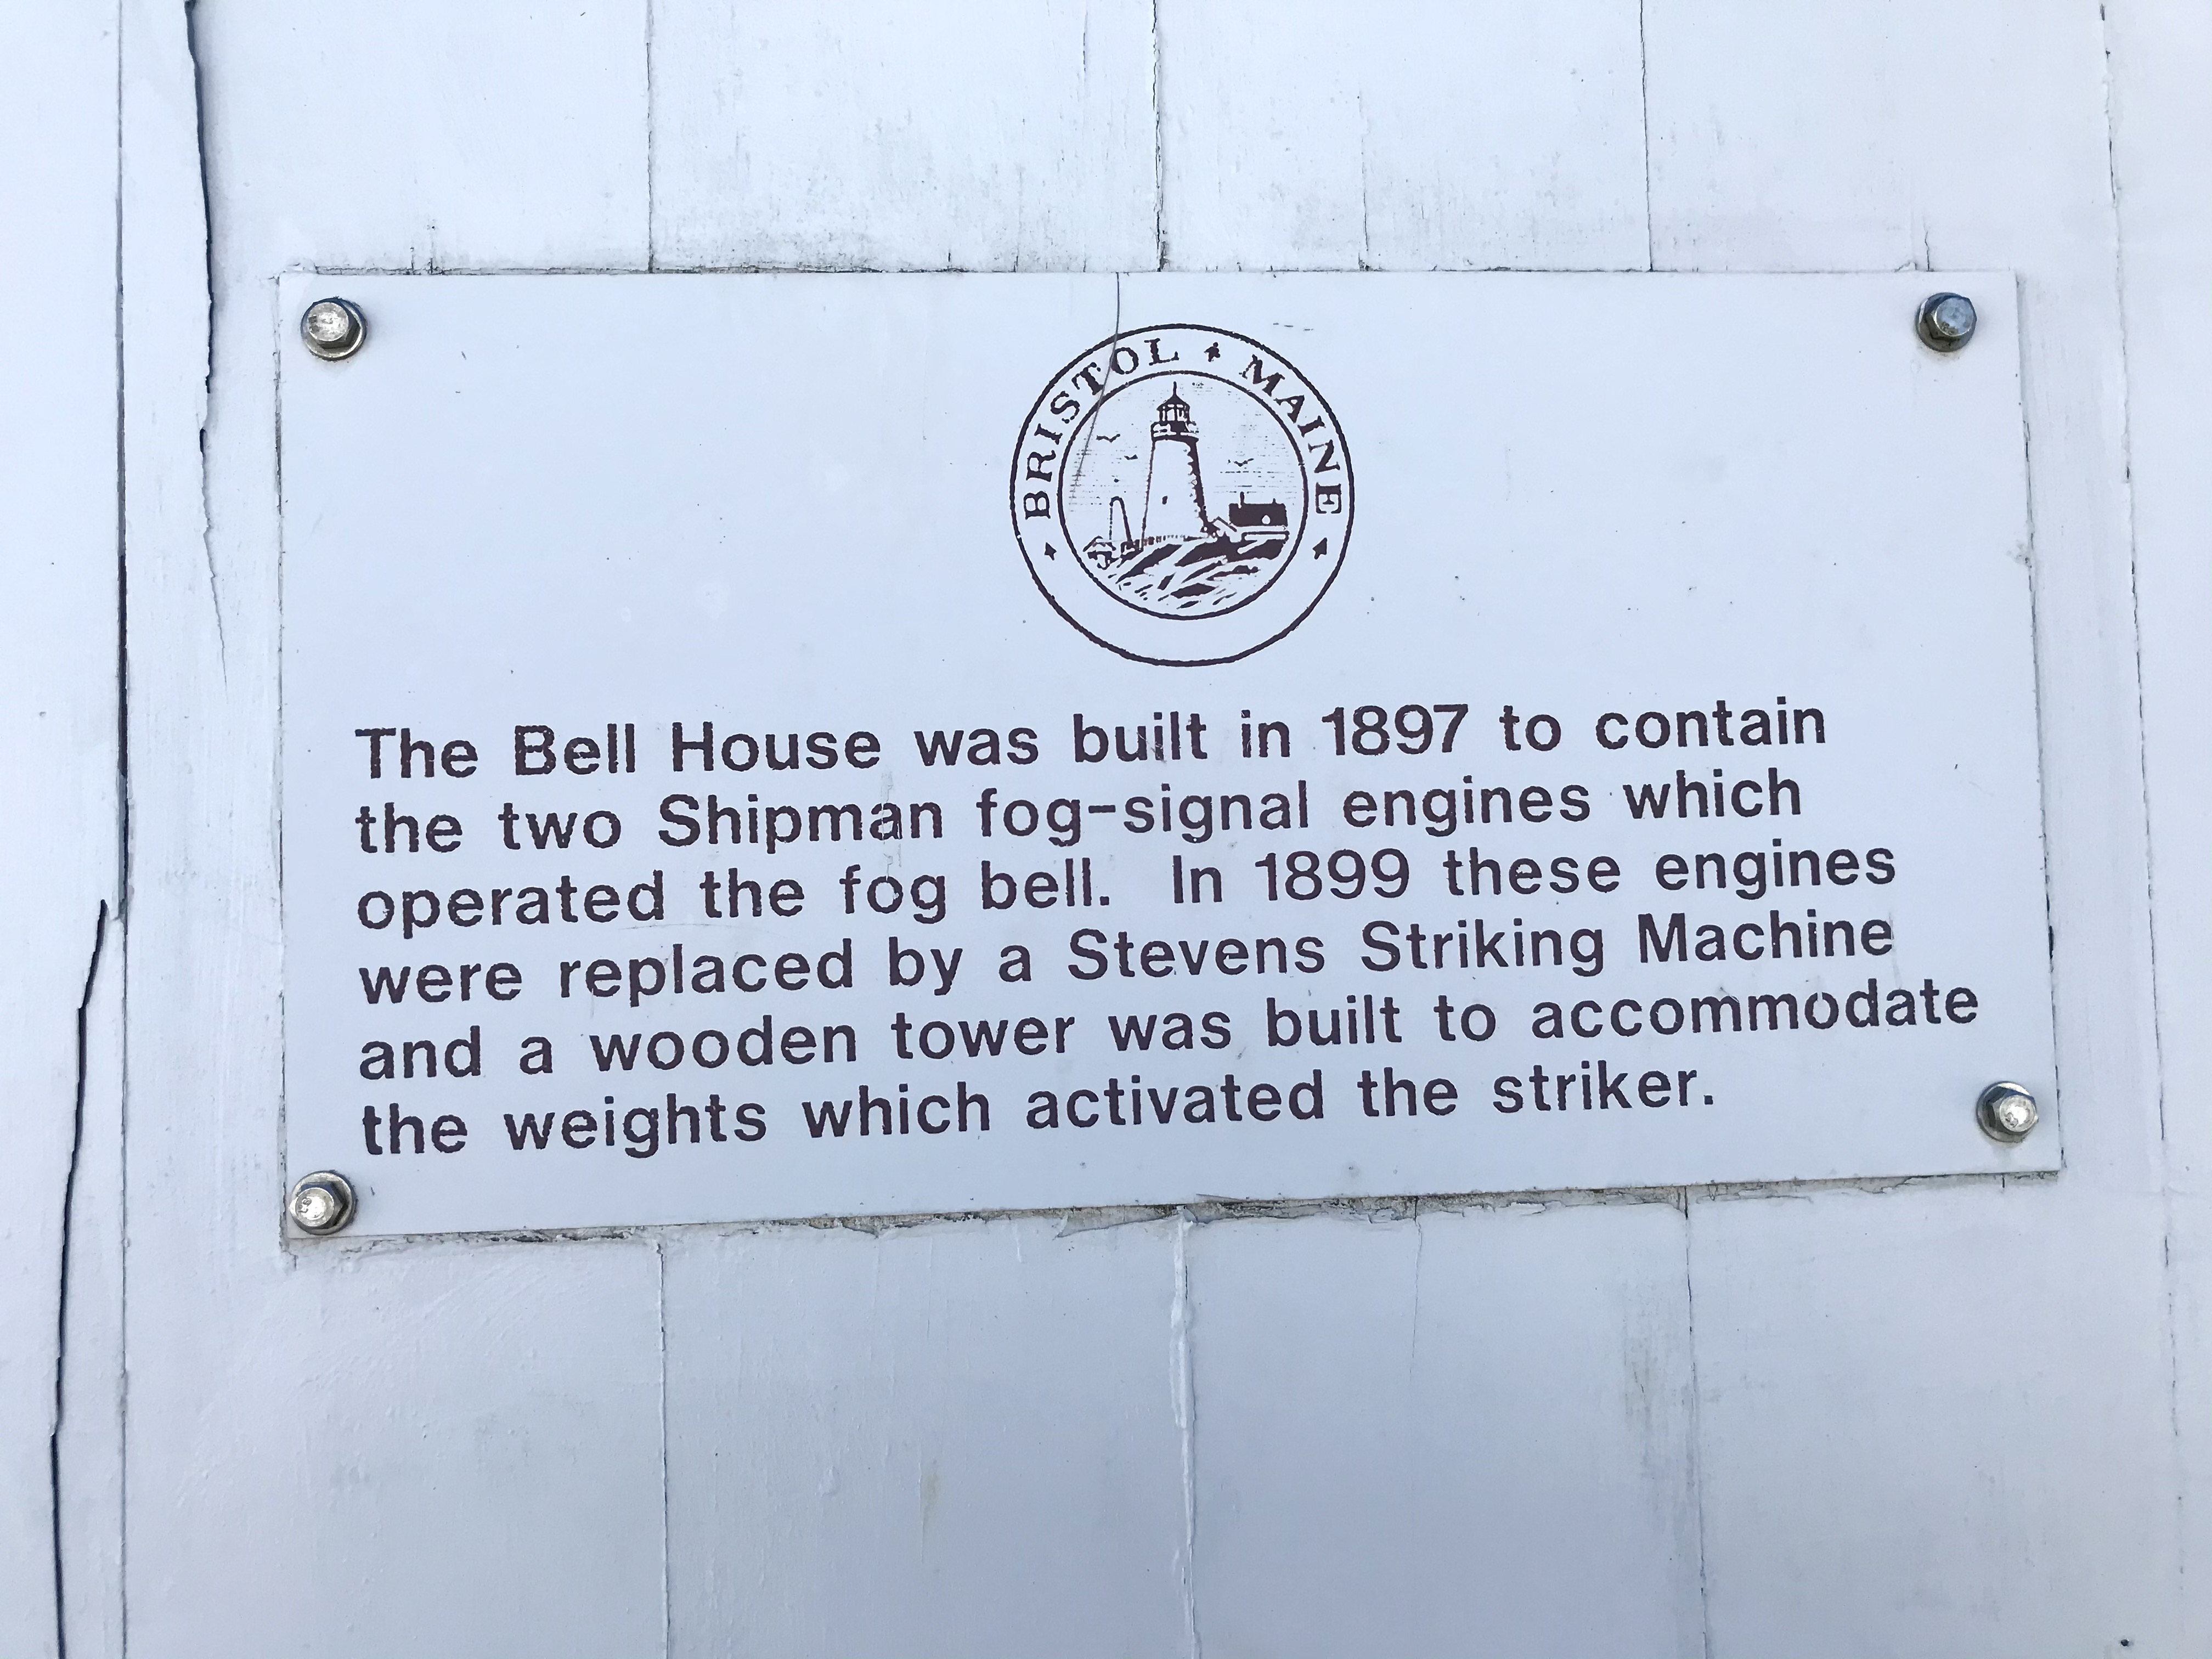 BRISTOL MAINE
The Bell House was built in 1897 to contain
the two Shipman fog-signal engines which
operated the fog bell. In 1899 these engines
were replaced by a Stevens Striking Machine
and a wooden tower was built to accommodate
the weights which activated the striker.